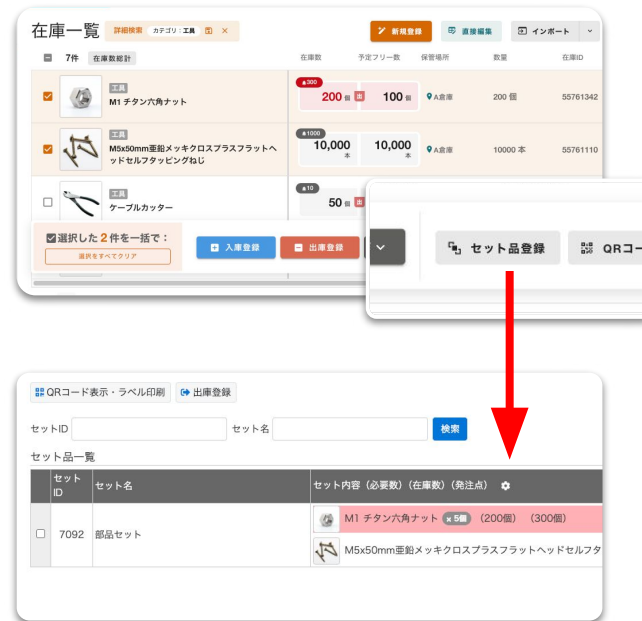 在庫一覧 詳細検索 カテゴリ：工具 ×
新規登録 直接編集 インポート
7件 在庫数総計 在庫数 予定フリー数 保管場所 数量 在庫ID
工具
M1 チタン六角ナット
▲300
200 個 出 100 個 A倉庫 200 個 55761342
工具
M5x50mm亜鉛メッキクロスプラスフラットヘ
ッドセルフタッピングねじ
▲1000
10,000 本 10,000 本 A倉庫 10000 本 55761110
工具
ケーブルカッター
▲10
50 個 出
選択した2件を一括で：
選択をすべてクリア
入庫登録 出庫登録
セット品登録 QRコー
QRコード表示・ラベル印刷 出庫登録
セットID セット名 検索
セット品一覧
セット
ID
セット名 セット内容（必要数）（在庫数）（発注点）
7092 部品セット
M1 チタン六角ナット × 5個 （200個） （300個）
M5x50mm亜鉛メッキクロスプラスフラットヘッドセルフタ